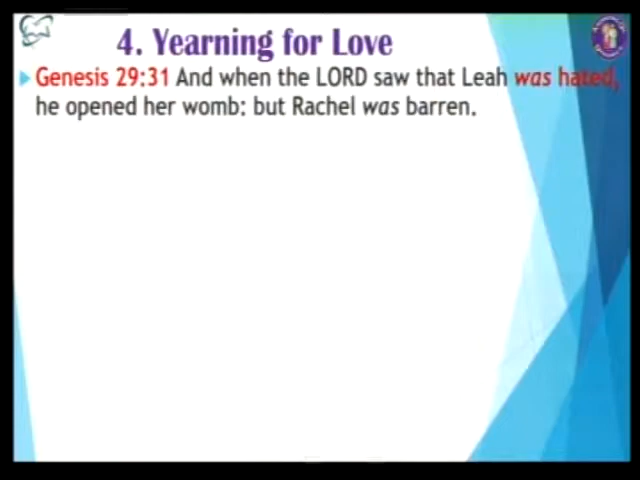 4. Yearning for Love
Genesis 29:31 And when the LORD saw that Leah was hated,
he opened her womb: but Rachel was barren.